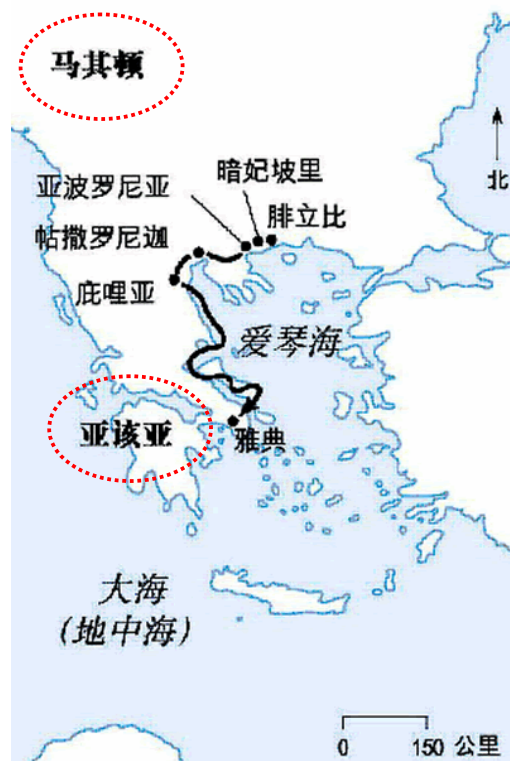 马其顿
北
暗妃坡里
亚波罗尼亚
腓立比
帖撒罗尼迦
庇哩亚
爱琴海
亚该亚
雅典
大海
(地中海)
0 150 公里